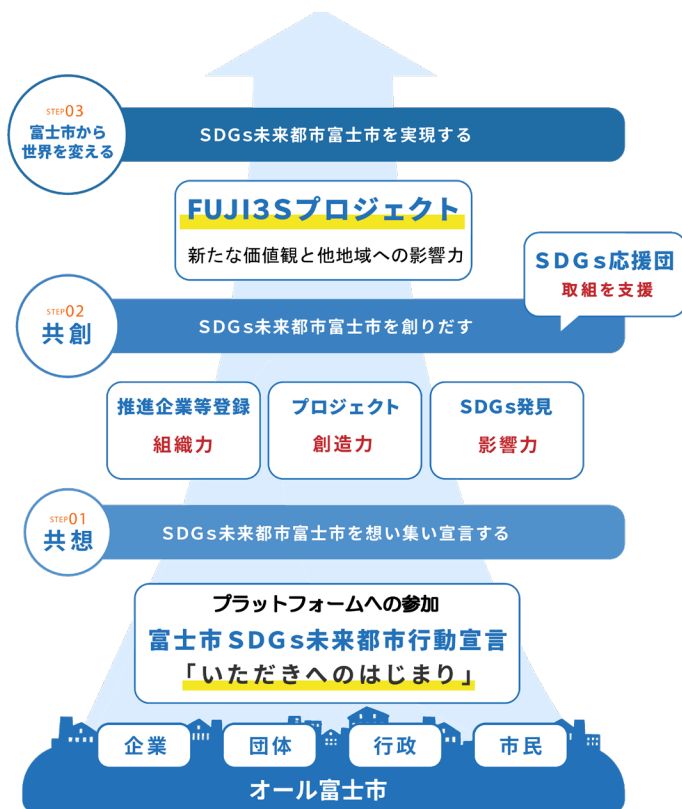 STEP03
富士市から
世界を変える
SDGs未来都市富士市を実現する
FUJI3Sプロジェクト
新たな価値観と他地域への影響力
SDGs応援団
取組を支援
STEP02
共創
SDGs未来都市富士市を創りだす
推進企業等登録
組織力
プロジェクト
創造力
SDGs発見
影響力
STEP01
共想
SDGs未来都市富士市を想い集い宣言する
プラットフォームへの参加
富士市SDGs未来都市行動宣言
「いただきへのはじまり」
企業
団体
行政
市民
オール富士市